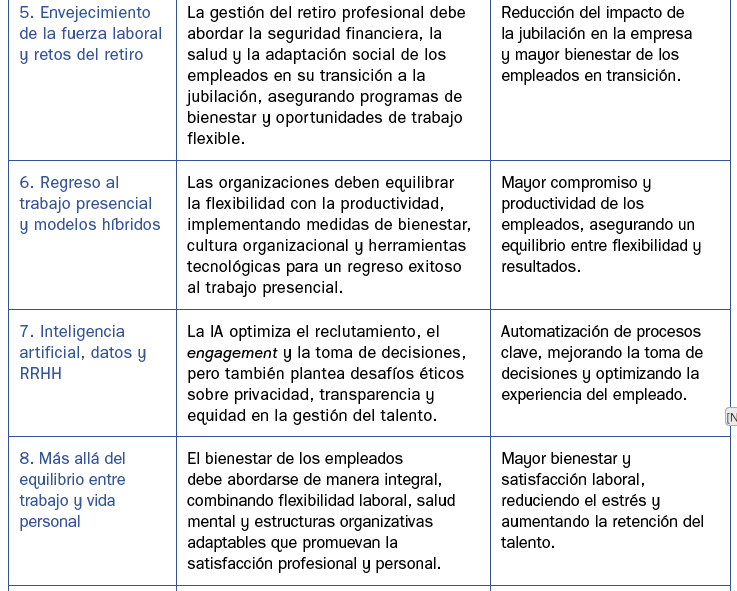 5. Envejecimiento
de la fuerza laboral
y retos del retiro
La gestión del retiro profesional debe
abordar la seguridad financiera, la
salud y la adaptación social de los
empleados en su transición a la
jubilación, asegurando programas de
bienestar y oportunidades de trabajo
flexible.
Reducción del impacto de
la jubilación en la empresa
y mayor bienestar de los
empleados en transición.
6. Regreso al
trabajo presencial
y modelos híbridos
Las organizaciones deben equilibrar
la flexibilidad con la productividad,
implementando medidas de bienestar,
cultura organizacional y herramientas
tecnológicas para un regreso exitoso
al trabajo presencial.
Mayor compromiso y
productividad de los
empleados, asegurando un
equilibrio entre flexibilidad y
resultados.
7. Inteligencia
artificial, datos y
RRHH
La IA optimiza el reclutamiento, el
engagement y la toma de decisiones,
pero también plantea desafíos éticos
sobre privacidad, transparencia y
equidad en la gestión del talento.
Automatización de procesos
clave, mejorando la toma de
decisiones y optimizando la
experiencia del empleado.
8. Más allá del
equilibrio entre
trabajo y vida
personal
El bienestar de los empleados
debe abordarse de manera integral,
combinando flexibilidad laboral, salud
mental y estructuras organizativas
adaptables que promuevan la
satisfacción profesional y personal.
Mayor bienestar y
satisfacción laboral,
reduciendo el estrés y
aumentando la retención del
talento.